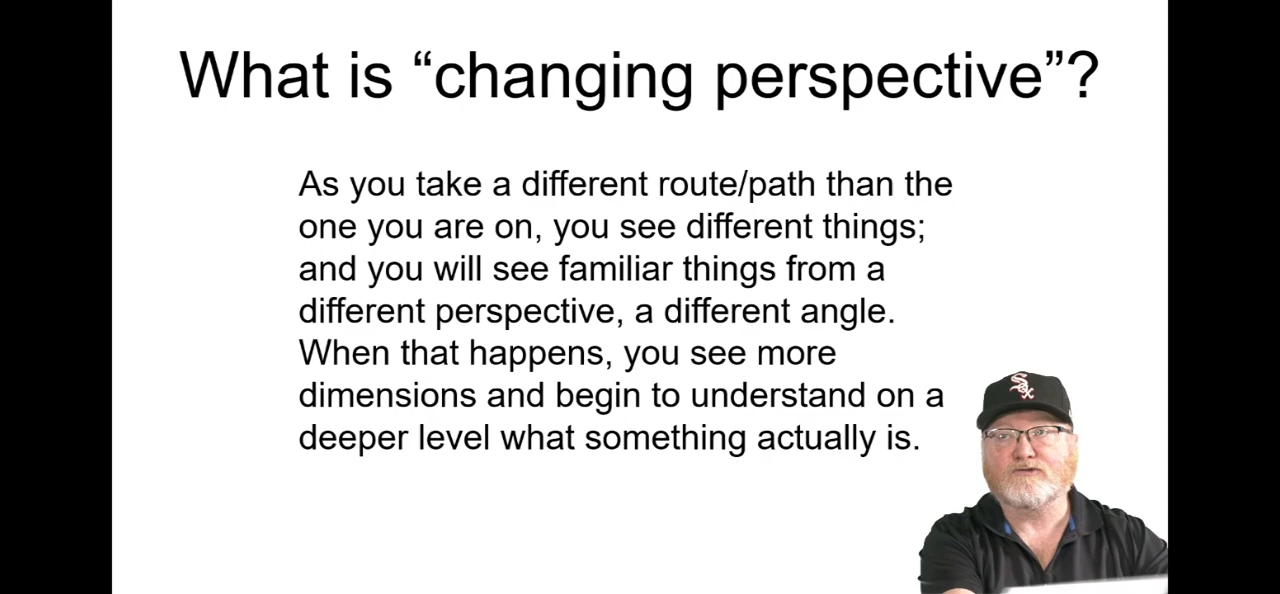 What is “changing perspective”?
As you take a different route/path than the
one you are on, you see different things;
and you will see familiar things from a
different perspective, a different angle.
When that happens, you see more
dimensions and begin to understand on a
deeper level what something actually is.
Sox